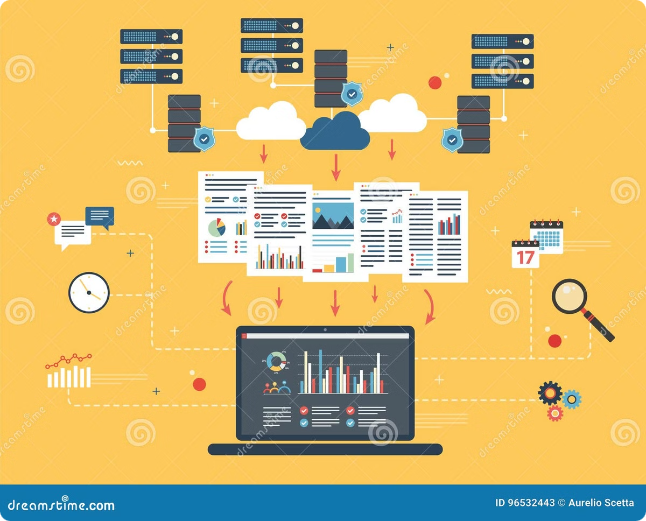 17
dreamstime.com
ID 96532443 © Aurelio Scetta